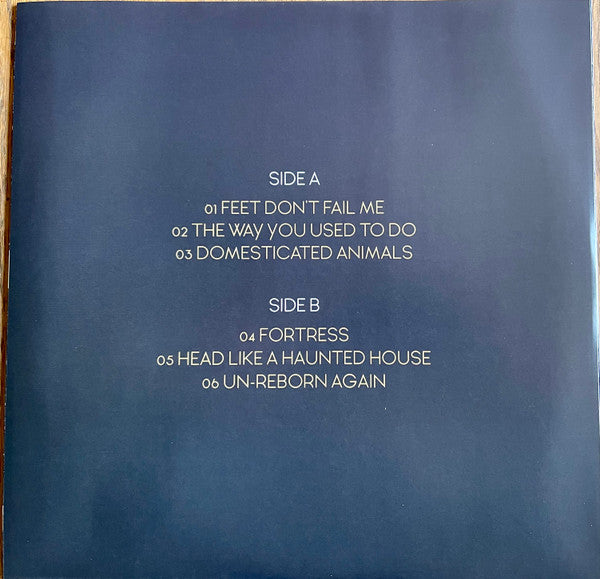 SIDE A
01 FEET DON'T FAIL ME
02 THE WAY YOU USED TO DO
03 DOMESTICATED ANIMALS
SIDE B
04 FORTRESS
05 HEAD LIKE A HAUNTED HOUSE
06 UN-REBORN AGAIN